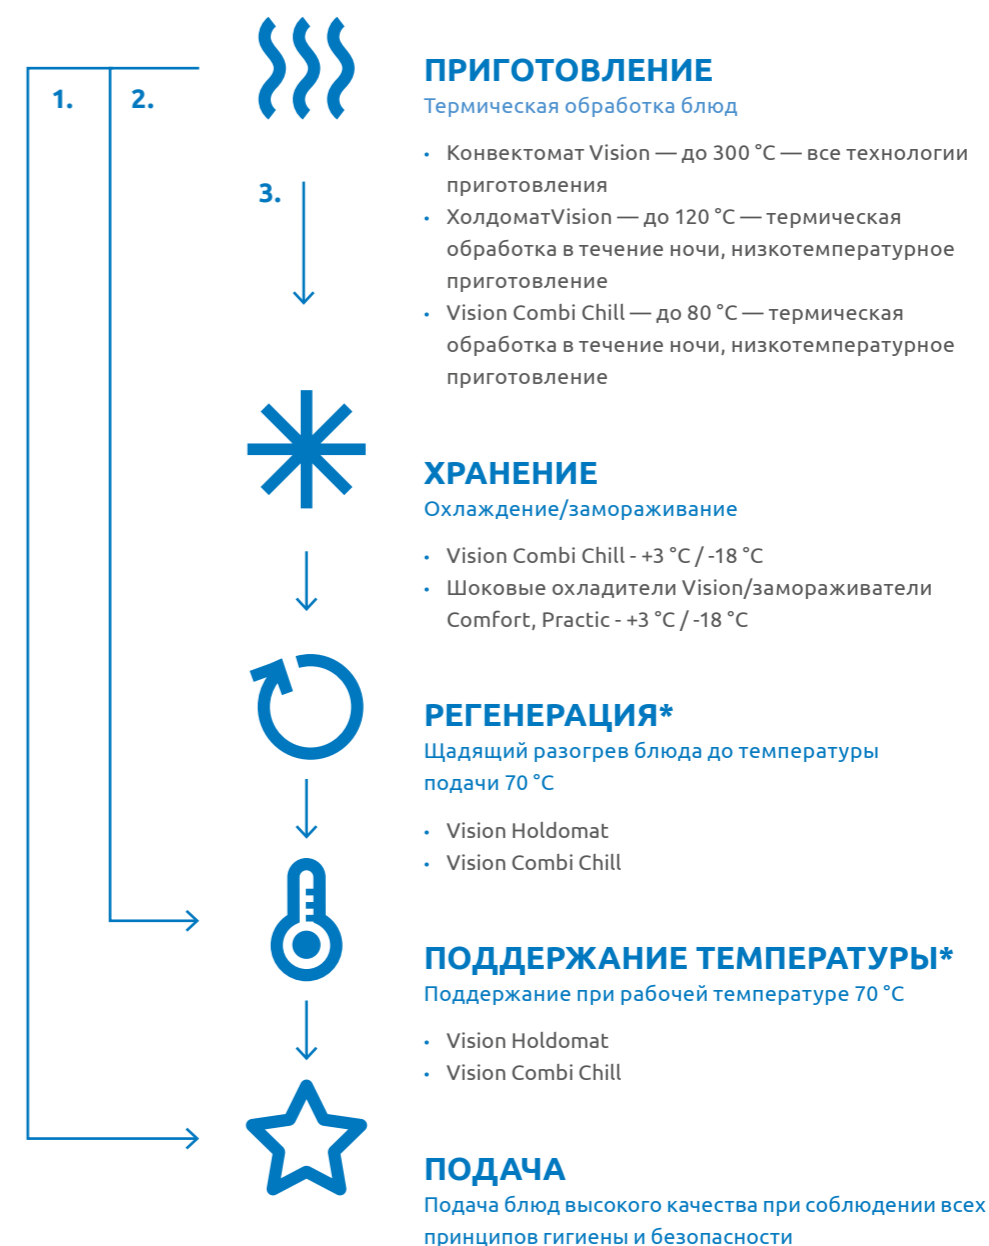 1.
2.
ПРИГОТОВЛЕНИЕ
Термическая обработка блюд
• Конвектомат Vision — до 300 °C — все технологии
приготовления
3.
• ХолдоматVision — до 120 °C — термическая
обработка в течение ночи, низкотемпературное
приготовление
• Vision Combi Chill — до 80 °C — термическая
обработка в течение ночи, низкотемпературное
приготовление
ХРАНЕНИЕ
Охлаждение/замораживание
• Vision Combi Chill - +3 °C / -18 °C
• Шоковые охладители Vision/замораживатели
Comfort, Practic - +3 °C / -18 °C
РЕГЕНЕРАЦИЯ*
Щадящий разогрев блюда до температуры
подачи 70 °C
• Vision Holdomat
• Vision Combi Chill
ПОДДЕРЖАНИЕ ТЕМПЕРАТУРЫ*
Поддержание при рабочей температуре 70 °C
• Vision Holdomat
• Vision Combi Chill
ПОДАЧА
Подача блюд высокого качества при соблюдении всех
принципов гигиены и безопасности